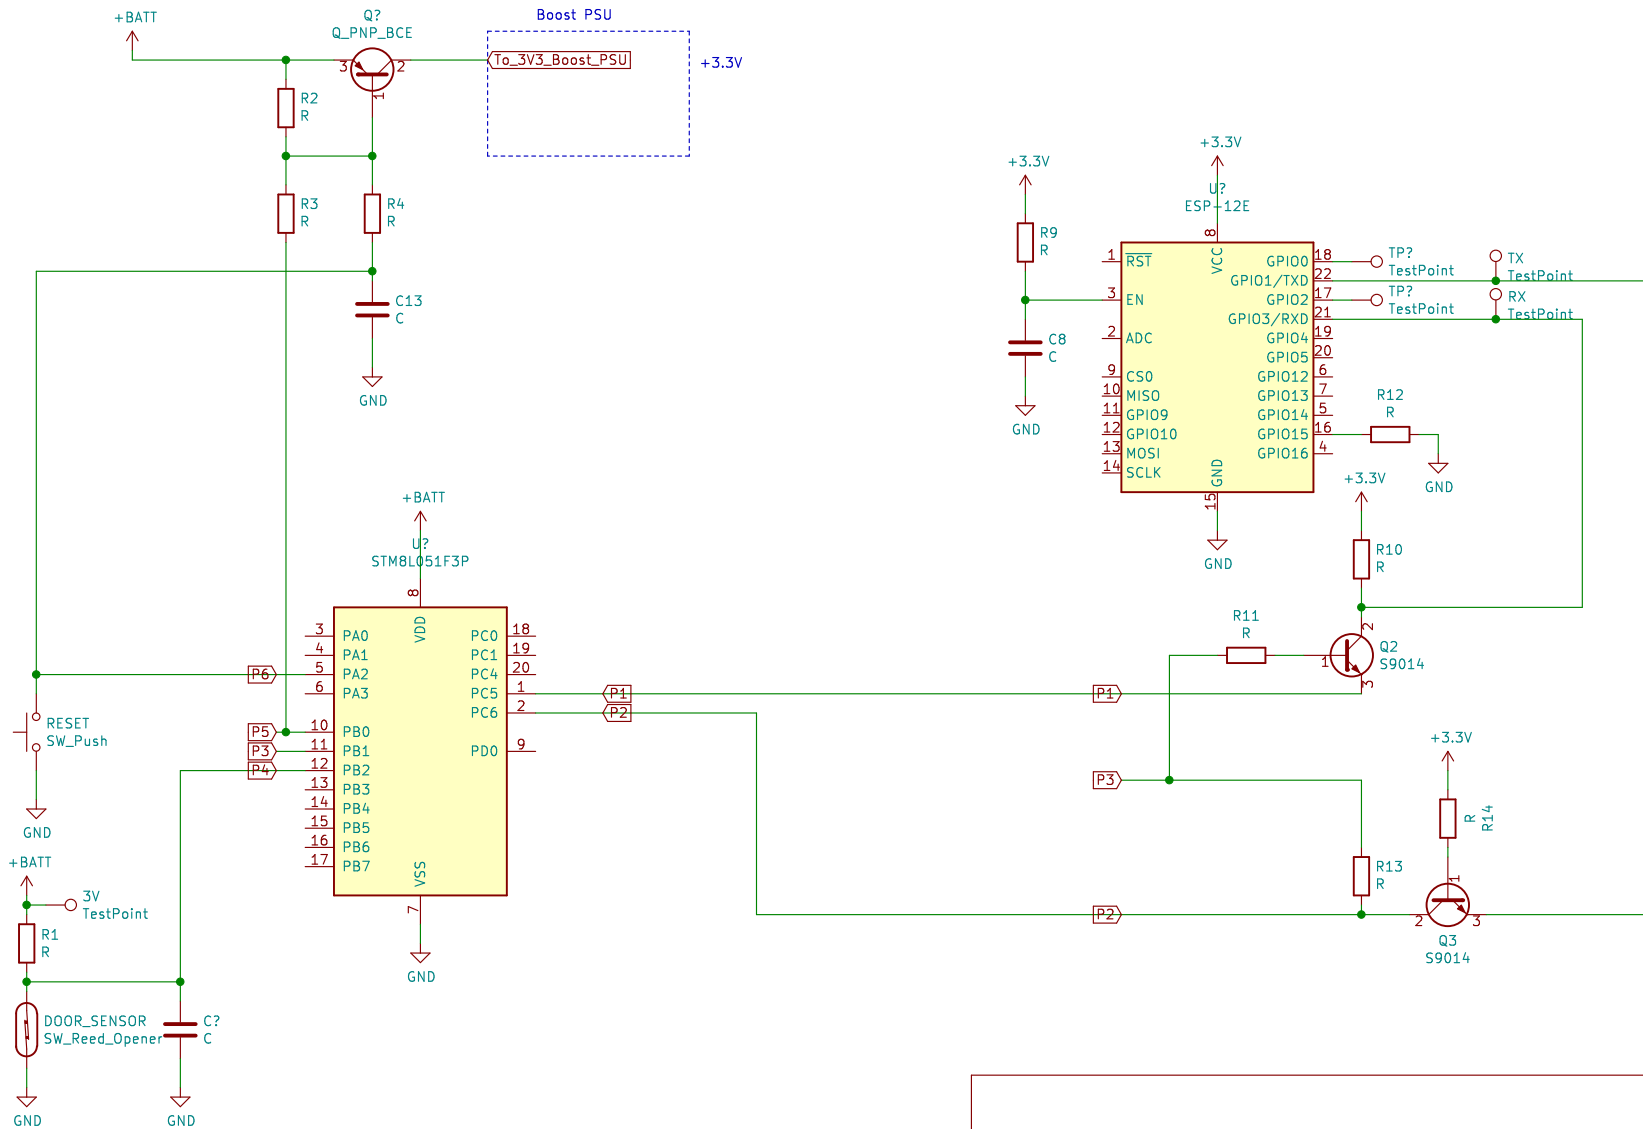 +BATT
Q?
Q_PNP_BCE
3
2
1
Boost PSU
To_3V3_Boost_PSU
+3.3V
R2
R
R3
R
R4
R
C13
C
GND
+3.3V
R9
R
C8
C
GND
+3.3V
U?
ESP-12E
8
VCC
1 RST
3 EN
2 ADC
9 CS0
10 MISO
11 GPIO9
12 GPIO10
13 MOSI
14 SCLK
GPIO0 18
GPIO1/TXD 22
GPIO2 17
GPIO3/RXD 21
GPIO4 19
GPIO5 20
GPIO12 6
GPIO13 7
GPIO14 5
GPIO15 16
GPIO16 4
GND
15
GND
TP?
TestPoint
TP?
TestPoint
TX
TestPoint
RX
TestPoint
R12
R
GND
+3.3V
R10
R
R11
R
2
1
3
Q2
S9014
+BATT
U?
STM8L051F3P
8
VDD
3 PA0
4 PA1
5 PA2
6 PA3
10 PB0
11 PB1
12 PB2
13 PB3
14 PB4
15 PB5
16 PB6
17 PB7
PC0 18
PC1 19
PC4 20
PC5 1
PC6 2
PD0 9
VSS
7
GND
P6
P5
P3
P4
P1
P2
P1
P3
P2
RESET
SW_Push
GND
+BATT
3V
TestPoint
R1
R
DOOR_SENSOR
SW_Reed_Opener
C?
C
GND
GND
+3.3V
R
R14
R13
R
1
2
3
Q3
S9014